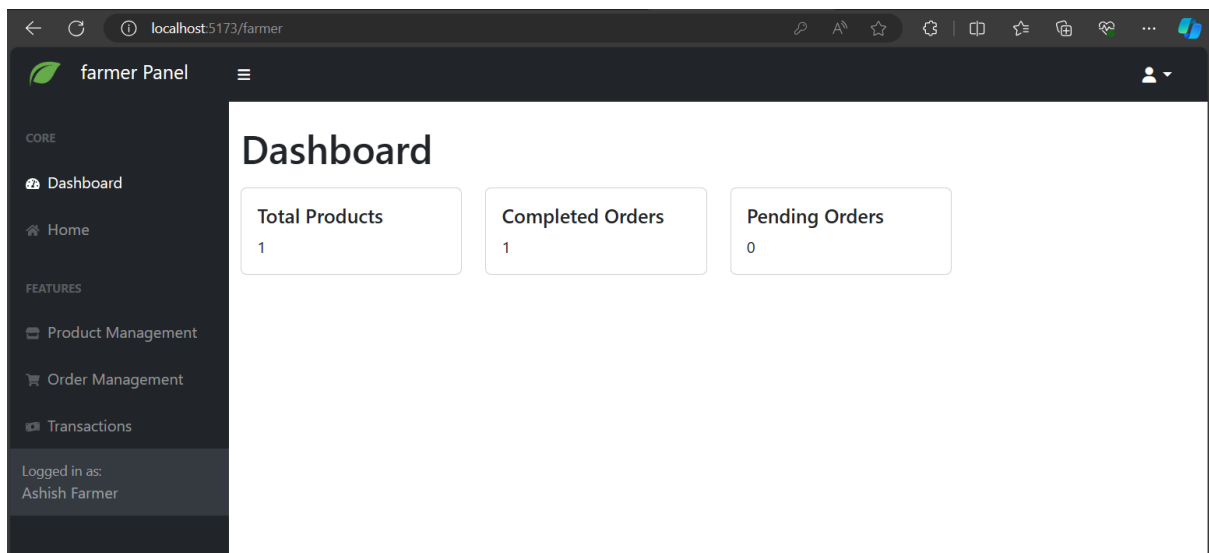 localhost:5173/farmer
farmer Panel
CORE
Dashboard
Home
FEATURES
Product Management
Order Management
Transactions
Logged in as:
Ashish Farmer
Dashboard
Total Products
1
Completed Orders
1
Pending Orders
0